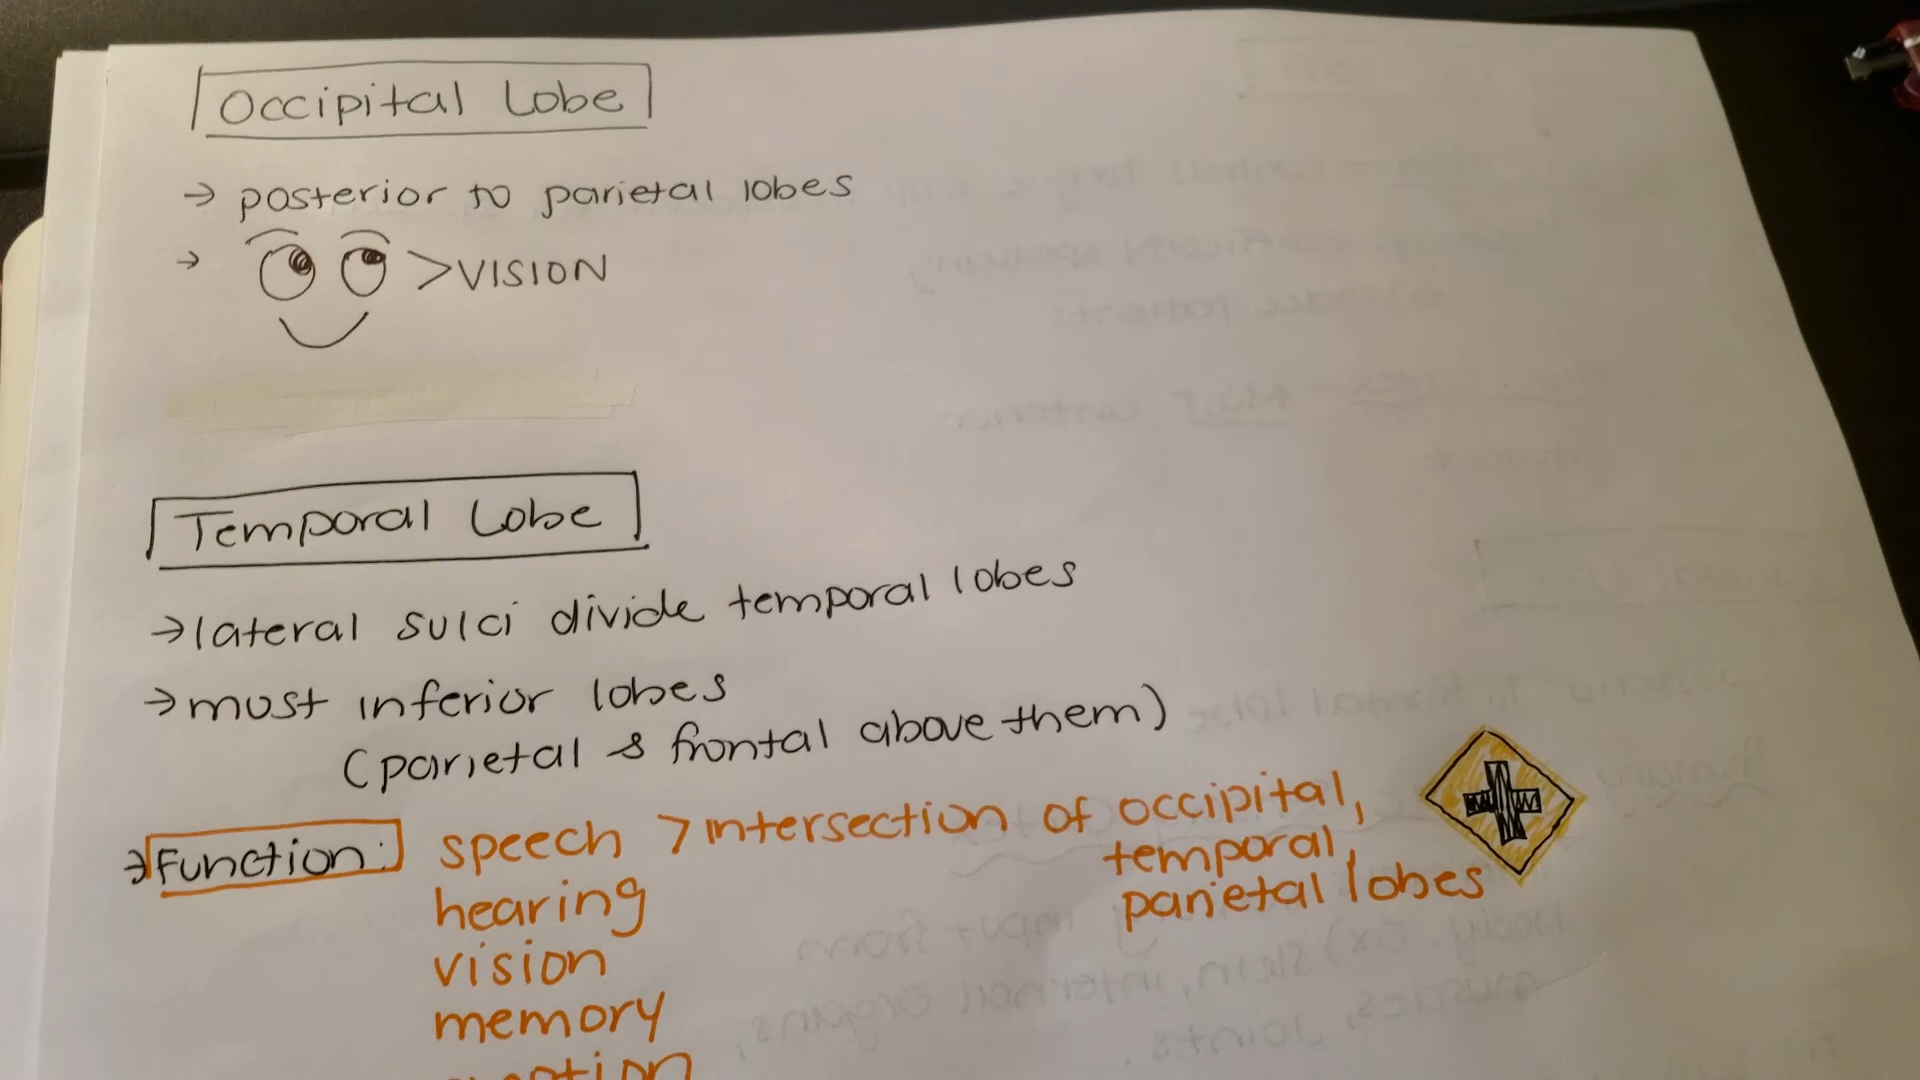 Occipital Lobe
→ posterior to parietal lobes
→ > VISION
Temporal Lobe
→ lateral sulci divide temporal lobes
→ most inferior lobes
(parietal & frontal above them)
→ Function: speech > intersection of occipital,
temporal,
parietal lobes
hearing
vision
memory